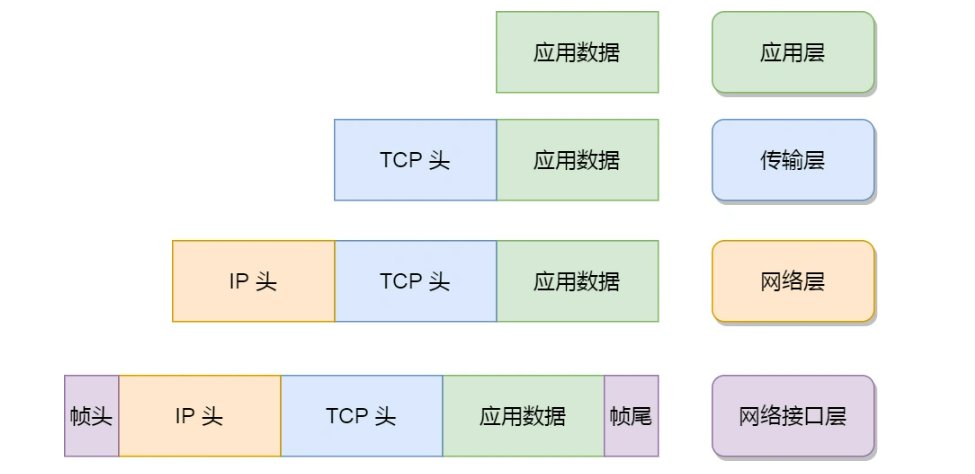 应用数据 应用层
TCP 头 应用数据 传输层
IP 头 TCP 头 应用数据 网络层
帧头 IP 头 TCP 头 应用数据 帧尾 网络接口层